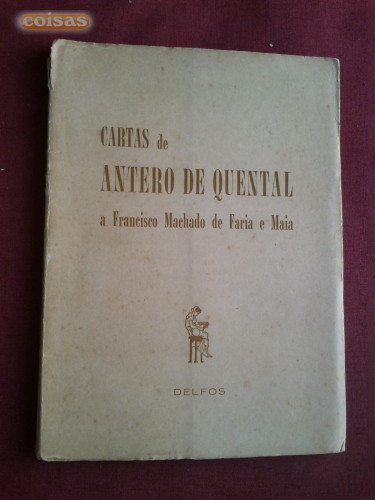 coisas
CARTAS de
ANTERO DE QUENTAL
a Francisco Machado de Faria e Maia
DELFOS